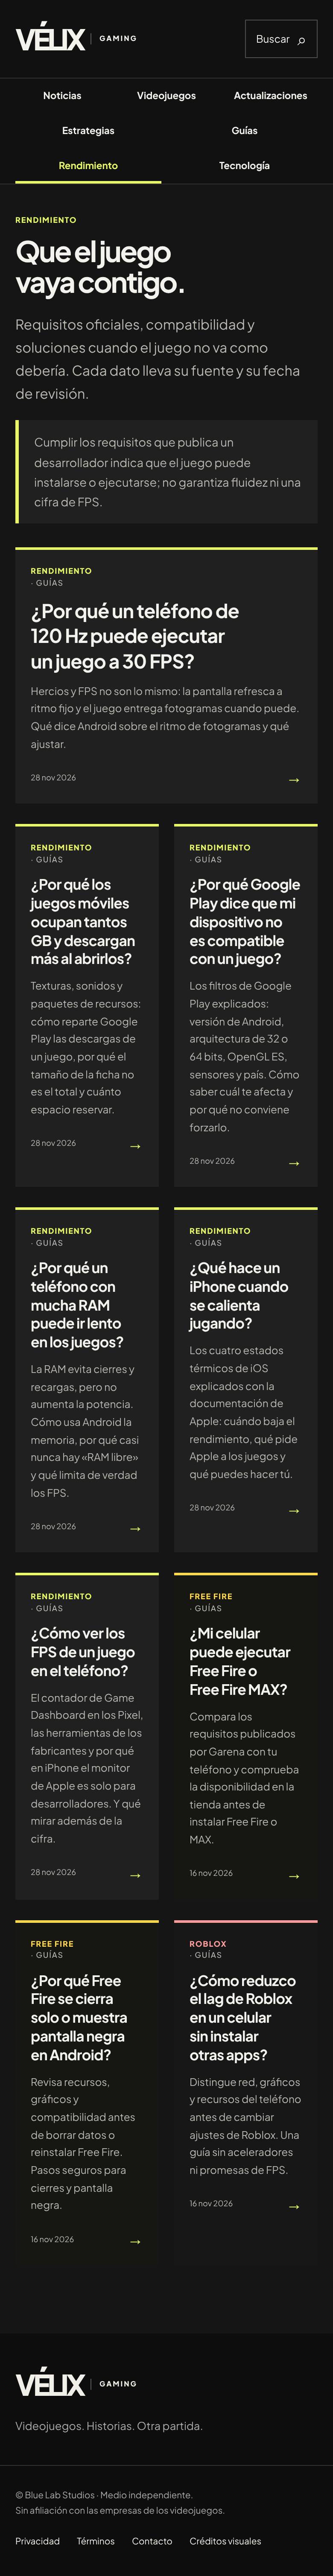 VÉLIX | GAMING
Buscar
Noticias
Videojuegos
Actualizaciones
Estrategias
Guías
Rendimiento
Tecnología
RENDIMIENTO
Que el juego
vaya contigo.
Requisitos oficiales, compatibilidad y
soluciones cuando el juego no va como
debería. Cada dato lleva su fuente y su fecha
de revisión.
Cumplir los requisitos que publica un
desarrollador indica que el juego puede
instalarse o ejecutarse; no garantiza fluidez ni una
cifra de FPS.
RENDIMIENTO
· GUÍAS
¿Por qué un teléfono de
120 Hz puede ejecutar
un juego a 30 FPS?
Hercios y FPS no son lo mismo: la pantalla refresca a
ritmo fijo y el juego entrega fotogramas cuando puede.
Qué dice Android sobre el ritmo de fotogramas y qué
ajustar.
28 nov 2026 →
RENDIMIENTO
· GUÍAS
¿Por qué los
juegos móviles
ocupan tantos
GB y descargan
más al abrirlos?
Texturas, sonidos y
paquetes de recursos:
cómo reparte Google
Play las descargas de
un juego, por qué el
tamaño de la ficha no
es el total y cuánto
espacio reservar.
28 nov 2026 →
RENDIMIENTO
· GUÍAS
¿Por qué Google
Play dice que mi
dispositivo no
es compatible
con un juego?
Los filtros de Google
Play explicados:
versión de Android,
arquitectura de 32 o
64 bits, OpenGL ES,
sensores y país. Cómo
saber cuál te afecta y
por qué no conviene
forzarlo.
28 nov 2026 →
RENDIMIENTO
· GUÍAS
¿Por qué un
teléfono con
mucha RAM
puede ir lento
en los juegos?
La RAM evita cierres y
recargas, pero no
aumenta la potencia.
Cómo usa Android la
memoria, por qué casi
nunca hay «RAM libre»
y qué limita de verdad
los FPS.
28 nov 2026 →
RENDIMIENTO
· GUÍAS
¿Qué hace un
iPhone cuando
se calienta
jugando?
Los cuatro estados
térmicos de iOS
explicados con la
documentación de
Apple: cuándo baja el
rendimiento, qué pide
Apple a los juegos y
qué puedes hacer tú.
28 nov 2026 →
RENDIMIENTO
· GUÍAS
¿Cómo ver los
FPS de un juego
en el teléfono?
El contador de Game
Dashboard en los Pixel,
las herramientas de los
fabricantes y por qué
en iPhone el monitor
de Apple es solo para
desarrolladores. Y qué
mirar además de la
cifra.
28 nov 2026 →
FREE FIRE
· GUÍAS
¿Mi celular
puede ejecutar
Free Fire o
Free Fire MAX?
Compara los
requisitos publicados
por Garena con tu
teléfono y comprueba
la disponibilidad en la
tienda antes de
instalar Free Fire o
MAX.
16 nov 2026 →
FREE FIRE
· GUÍAS
¿Por qué Free
Fire se cierra
solo o muestra
pantalla negra
en Android?
Revisa recursos,
gráficos y
compatibilidad antes
de borrar datos o
reinstalar Free Fire.
Pasos seguros para
cierres y pantalla
negra.
16 nov 2026 →
ROBLOX
· GUÍAS
¿Cómo reduzco
el lag de Roblox
en un celular
sin instalar
otras apps?
Distingue red, gráficos
y recursos del teléfono
antes de cambiar
ajustes de Roblox. Una
guía sin aceleradores
ni promesas de FPS.
16 nov 2026 →
VÉLIX | GAMING
Videojuegos. Historias. Otra partida.
© Blue Lab Studios · Medio independiente.
Sin afiliación con las empresas de los videojuegos.
Privacidad Términos Contacto Créditos visuales